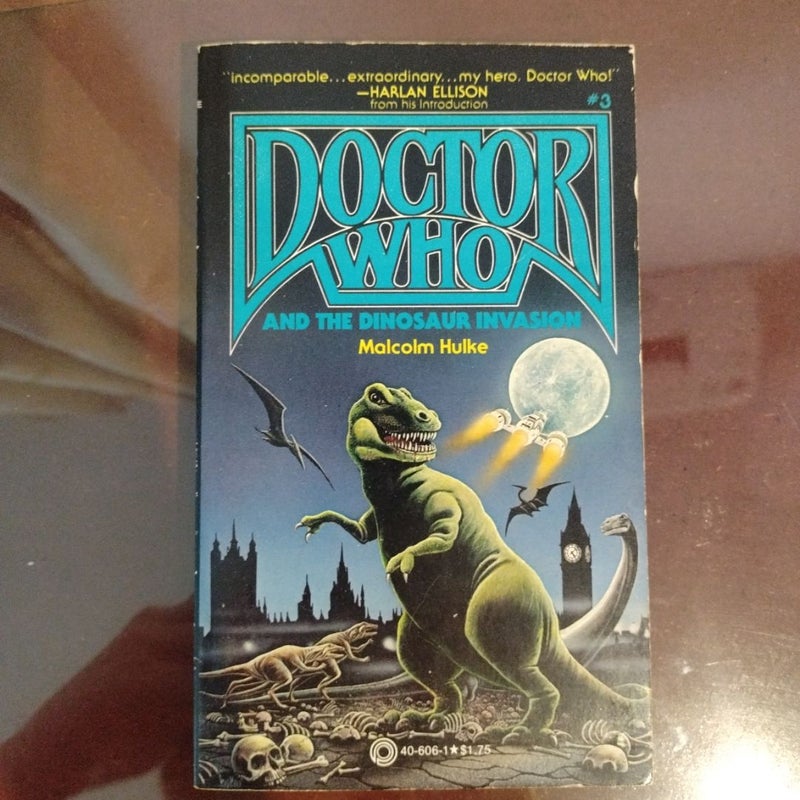 "incomparable...extraordinary...my hero, Doctor Who!"
—HARLAN ELLISON
from his Introduction
#3
DOCTOR
WHO
AND THE DINOSAUR INVASION
Malcolm Hulke
P 40-606-1★$1.75